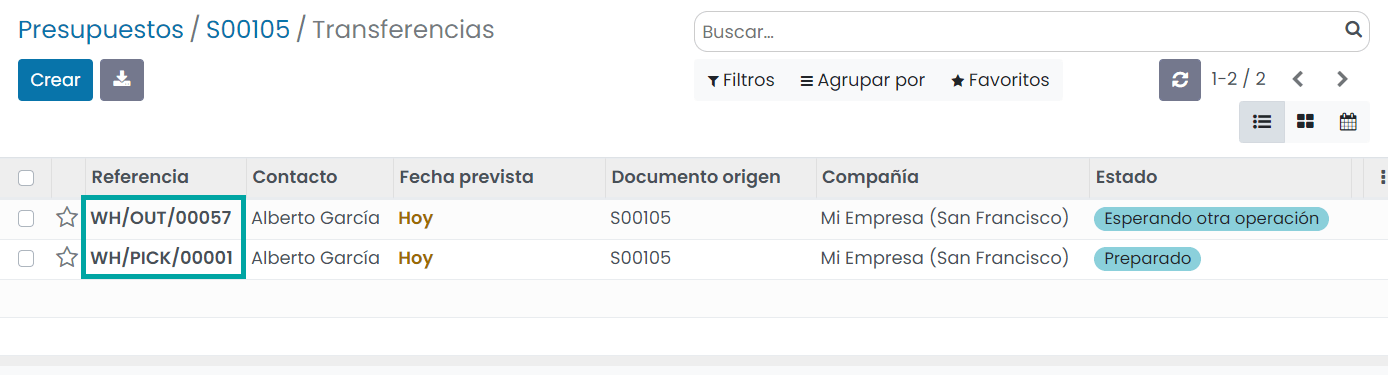 Presupuestos / S00105 / Transferencias
Buscar...
Crear
Filtros Agrupar por Favoritos 1-2 / 2
Referencia Contacto Fecha prevista Documento origen Compañía Estado
WH/OUT/00057 Alberto García Hoy S00105 Mi Empresa (San Francisco) Esperando otra operación
WH/PICK/00001 Alberto García Hoy S00105 Mi Empresa (San Francisco) Preparado